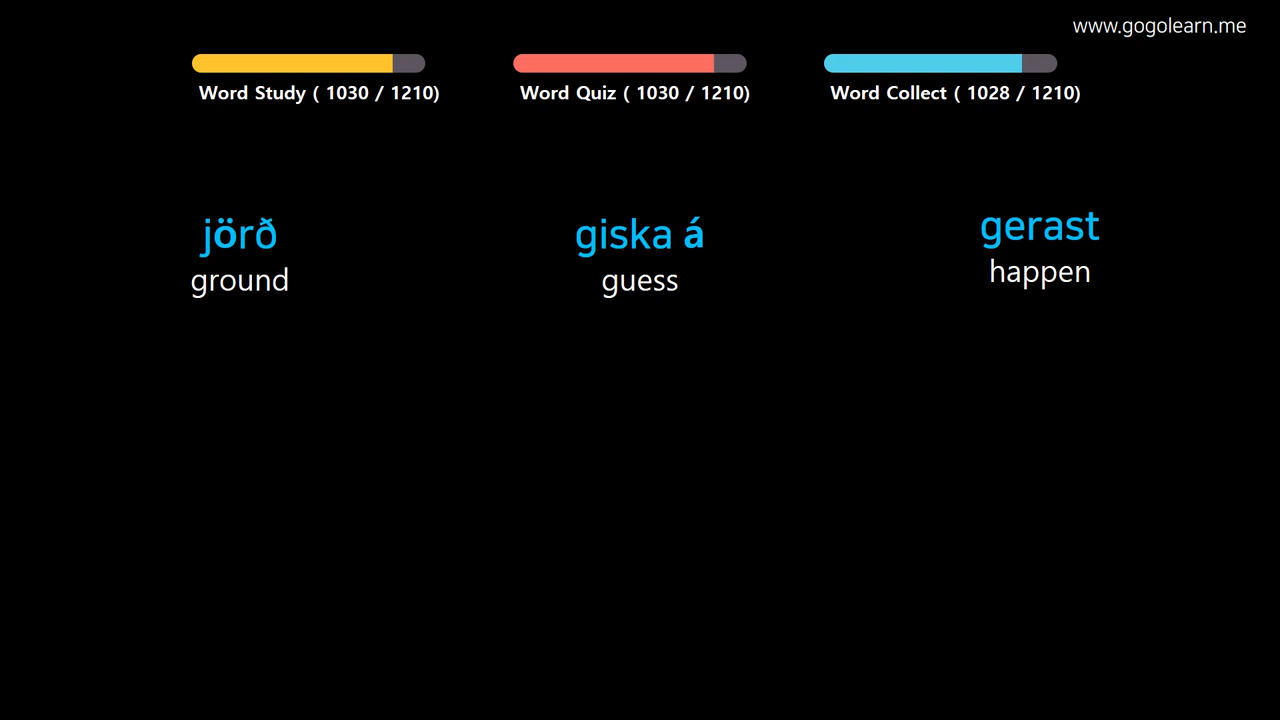 www.gogolearn.me
Word Study ( 1030 / 1210)
Word Quiz ( 1030 / 1210)
Word Collect ( 1028 / 1210)
jörð
ground
giska á
guess
gerast
happen